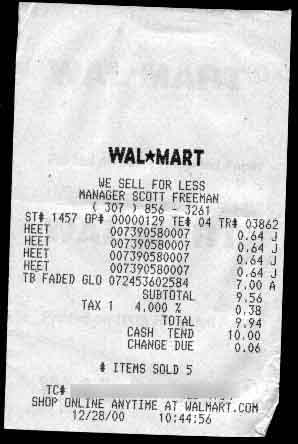 WAL★MART
WE SELL FOR LESS
MANAGER SCOTT FREEMAN
( 307 ) 856 - 3261
ST# 1457 OP# 00000129 TE# 04 TR# 03862
HEET 007390580007 0.64 J
HEET 007390580007 0.64 J
HEET 007390580007 0.64 J
HEET 007390580007 0.64 J
TB FADED GLO 072453602584 7.00 A
SUBTOTAL 9.56
TAX 1 4.000 % 0.38
TOTAL 9.94
CASH TEND 10.00
CHANGE DUE 0.06
# ITEMS SOLD 5
TC#
SHOP ONLINE ANYTIME AT WALMART.COM
12/28/00 10:44:56